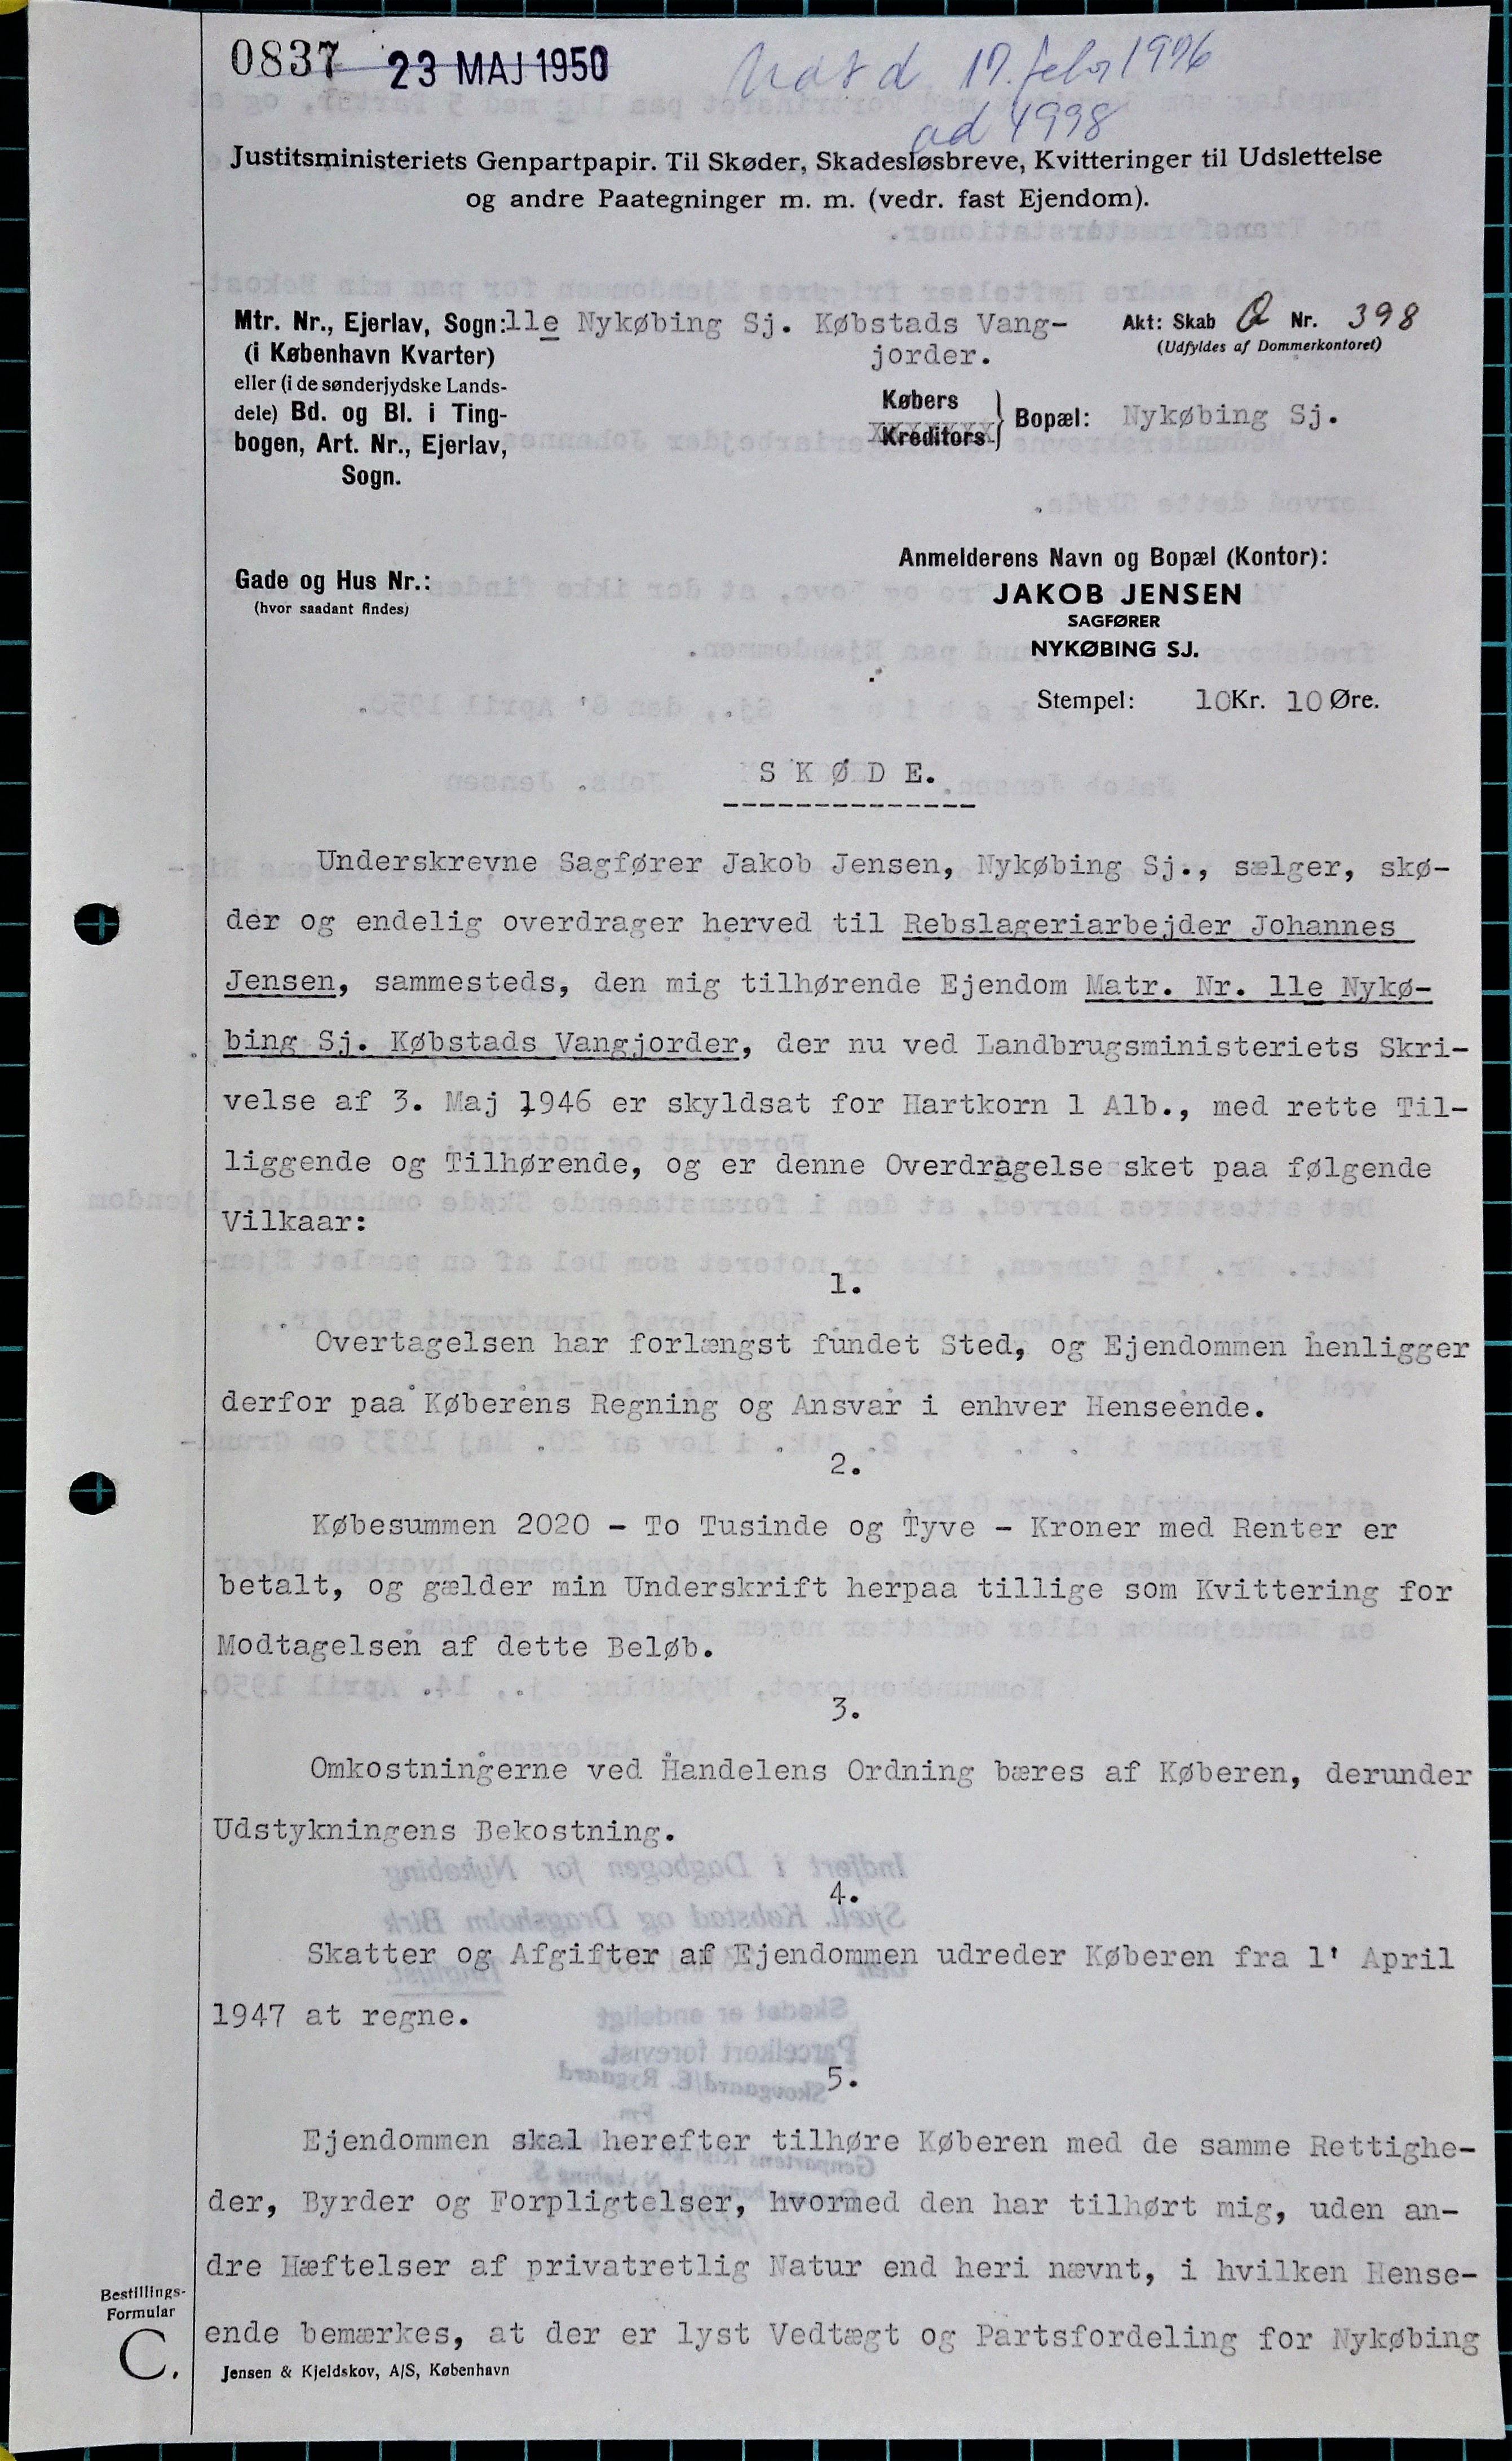 0837 23 MAJ 1950
17. febr 1976
ad 4998
Justitsministeriets Genpartpapir. Til Skøder, Skadesløsbreve, Kvitteringer til Udslettelse
og andre Paategninger m. m. (vedr. fast Ejendom).
Mtr. Nr., Ejerlav, Sogn: 11e Nykøbing Sj. Købstads Vang-
jorder.
(i København Kvarter)
eller (i de sønderjydske Lands-
dele) Bd. og Bl. i Ting-
bogen, Art. Nr., Ejerlav,
Sogn.
Akt: Skab Q Nr. 398
(Udfyldes af Dommerkontoret)
Købers
Kreditors
Bopæl: Nykøbing Sj.
Gade og Hus Nr.:
(hvor saadant findes)
Anmelderens Navn og Bopæl (Kontor):
JAKOB JENSEN
SAGFØRER
NYKØBING SJ.
Stempel: 10 Kr. 10 Øre.
S K Ø D E.
--------------
Underskrevne Sagfører Jakob Jensen, Nykøbing Sj., sælger, skø-
der og endelig overdrager herved til Rebslageriarbejder Johannes
Jensen, sammesteds, den mig tilhørende Ejendom Matr. Nr. 11e Nykø-
bing Sj. Købstads Vangjorder, der nu ved Landbrugsministeriets Skri-
velse af 3. Maj 1946 er skyldsat for Hartkorn 1 Alb., med rette Til-
liggende og Tilhørende, og er denne Overdragelse sket paa følgende
Vilkaar:
1.
Overtagelsen har forlængst fundet Sted, og Ejendommen henligger
derfor paa Køberens Regning og Ansvar i enhver Henseende.
2.
Købesummen 2020 - To Tusinde og Tyve - Kroner med Renter er
betalt, og gælder min Underskrift herpaa tillige som Kvittering for
Modtagelsen af dette Beløb.
3.
Omkostningerne ved Handelens Ordning bæres af Køberen, derunder
Udstykningens Bekostning.
4.
Skatter og Afgifter af Ejendommen udreder Køberen fra 1' April
1947 at regne.
5.
Ejendommen skal herefter tilhøre Køberen med de samme Rettighe-
der, Byrder og Forpligtelser, hvormed den har tilhørt mig, uden an-
dre Hæftelser af privatretlig Natur end heri nævnt, i hvilken Hense-
ende bemærkes, at der er lyst Vedtægt og Partsfordeling for Nykøbing
Bestillings-
Formular
C.
Jensen & Kjeldskov, A/S, København